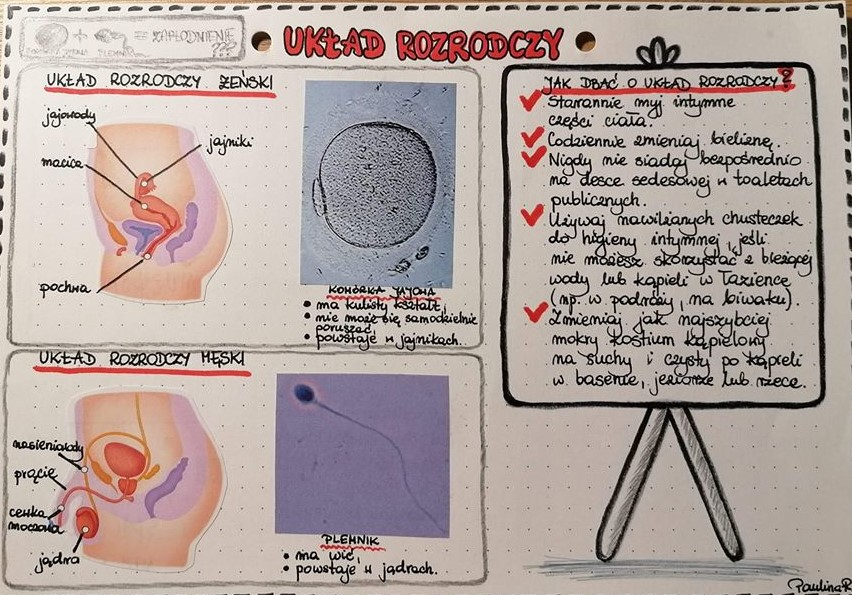 + = ZAPŁODNIENIE
???
KOMÓRKA JAJOWA PLEMNIK
UKŁAD ROZRODCZY
UKŁAD ROZRODCZY ŻEŃSKI
jajowody
jajniki
macica
pochwa
KOMÓRKA JAJOWA
• ma kulisty kształt,
• nie może się samodzielnie
poruszać,
• powstaje w jajnikach.
UKŁAD ROZRODCZY MĘSKI
nasieniowody
prącie
cewka
moczowa
jądra
PLEMNIK
• ma wić,
• powstaje w jądrach.
JAK DBAĆ O UKŁAD ROZRODCZY?
Starannie myj intymne
części ciała.
Codziennie zmieniaj bieliznę.
Nigdy nie siadaj bezpośrednio
na desce sedesowej w toaletach
publicznych.
Używaj nawilżanych chusteczek
do higieny intymnej, jeśli
nie możesz skorzystać z bieżącej
wody lub kąpieli w łazience
(np. w podróży, na biwaku).
Zmieniaj jak najszybciej
mokry kostium kąpielowy
na suchy i czysty po kąpieli
w basenie, jeziorze lub rzece.
Paulina R